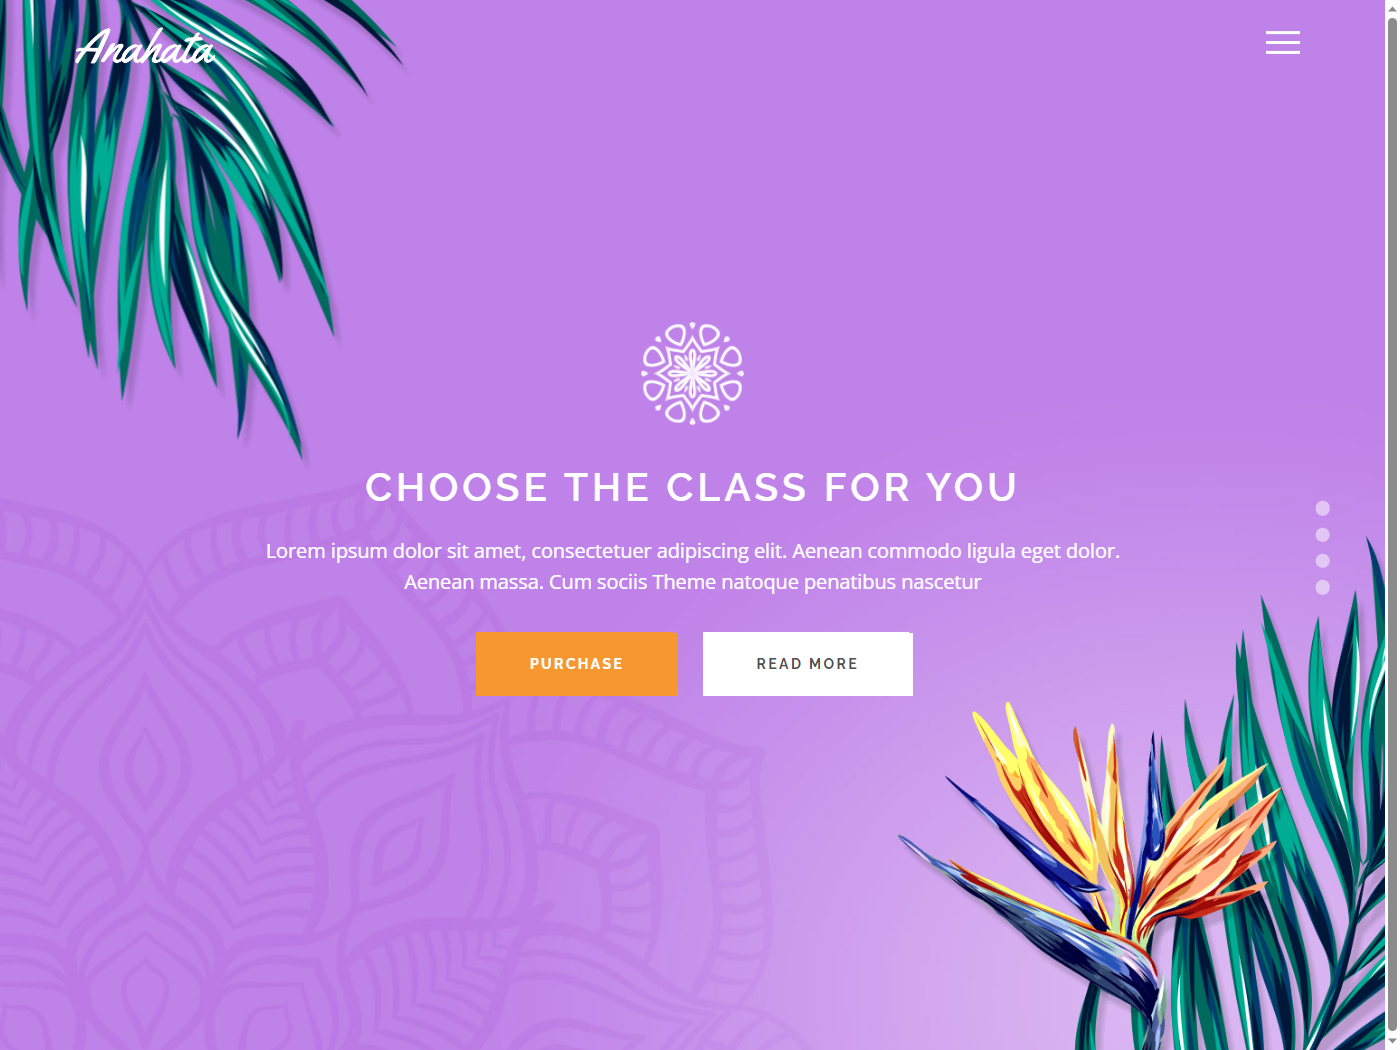 Anahata
CHOOSE THE CLASS FOR YOU
Lorem ipsum dolor sit amet, consectetuer adipiscing elit. Aenean commodo ligula eget dolor.
Aenean massa. Cum sociis Theme natoque penatibus nascetur
PURCHASE
READ MORE